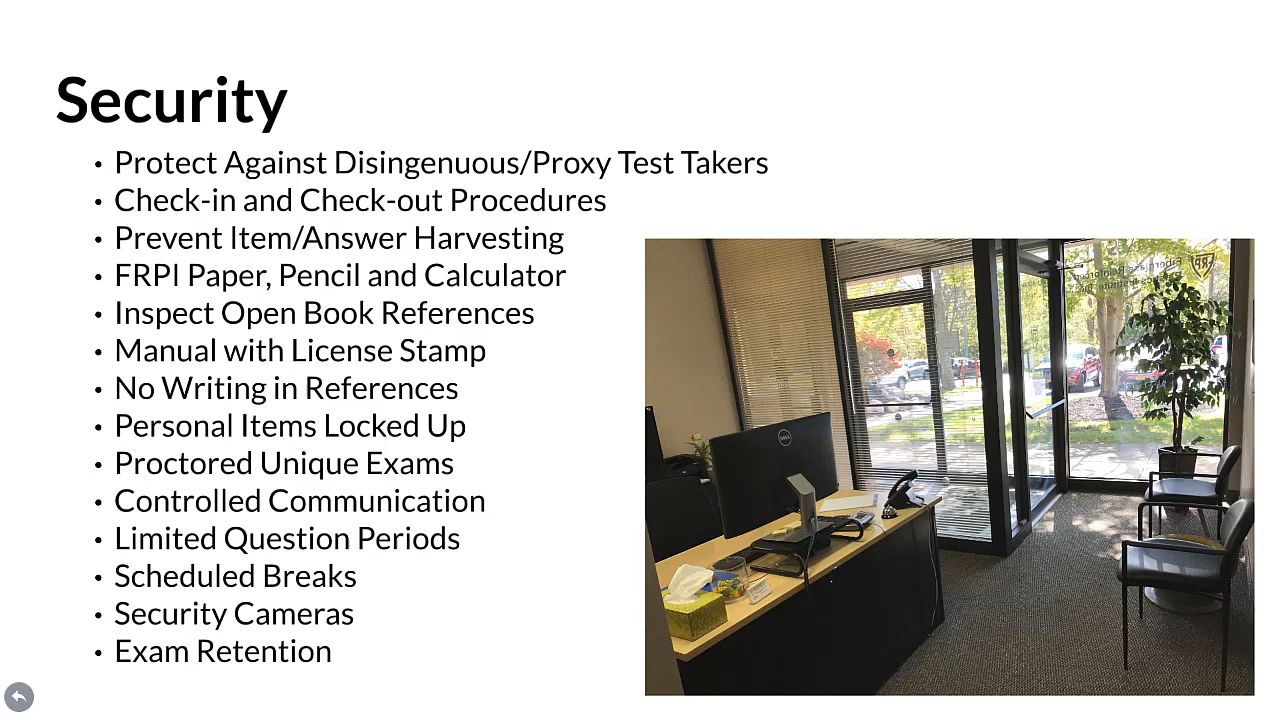 Security
• Protect Against Disingenuous/Proxy Test Takers
• Check-in and Check-out Procedures
• Prevent Item/Answer Harvesting
• FRPI Paper, Pencil and Calculator
• Inspect Open Book References
• Manual with License Stamp
• No Writing in References
• Personal Items Locked Up
• Proctored Unique Exams
• Controlled Communication
• Limited Question Periods
• Scheduled Breaks
• Security Cameras
• Exam Retention
FRPI
DELL